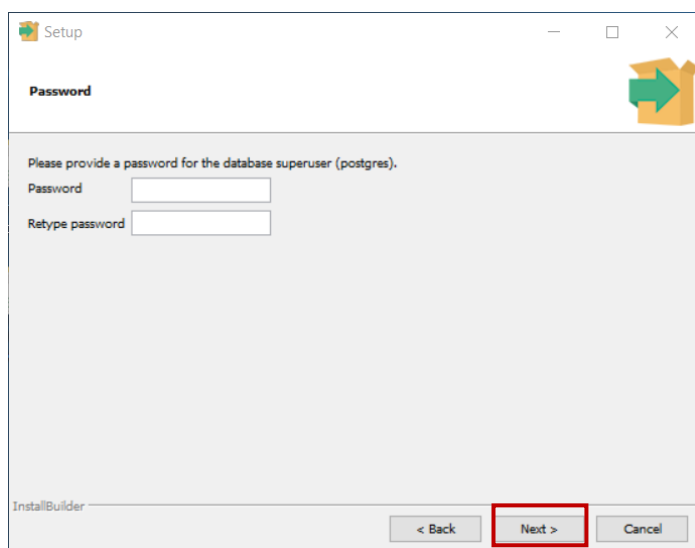 Setup
Password
Please provide a password for the database superuser (postgres).
Password
Retype password
InstallBuilder
< Back
Next >
Cancel